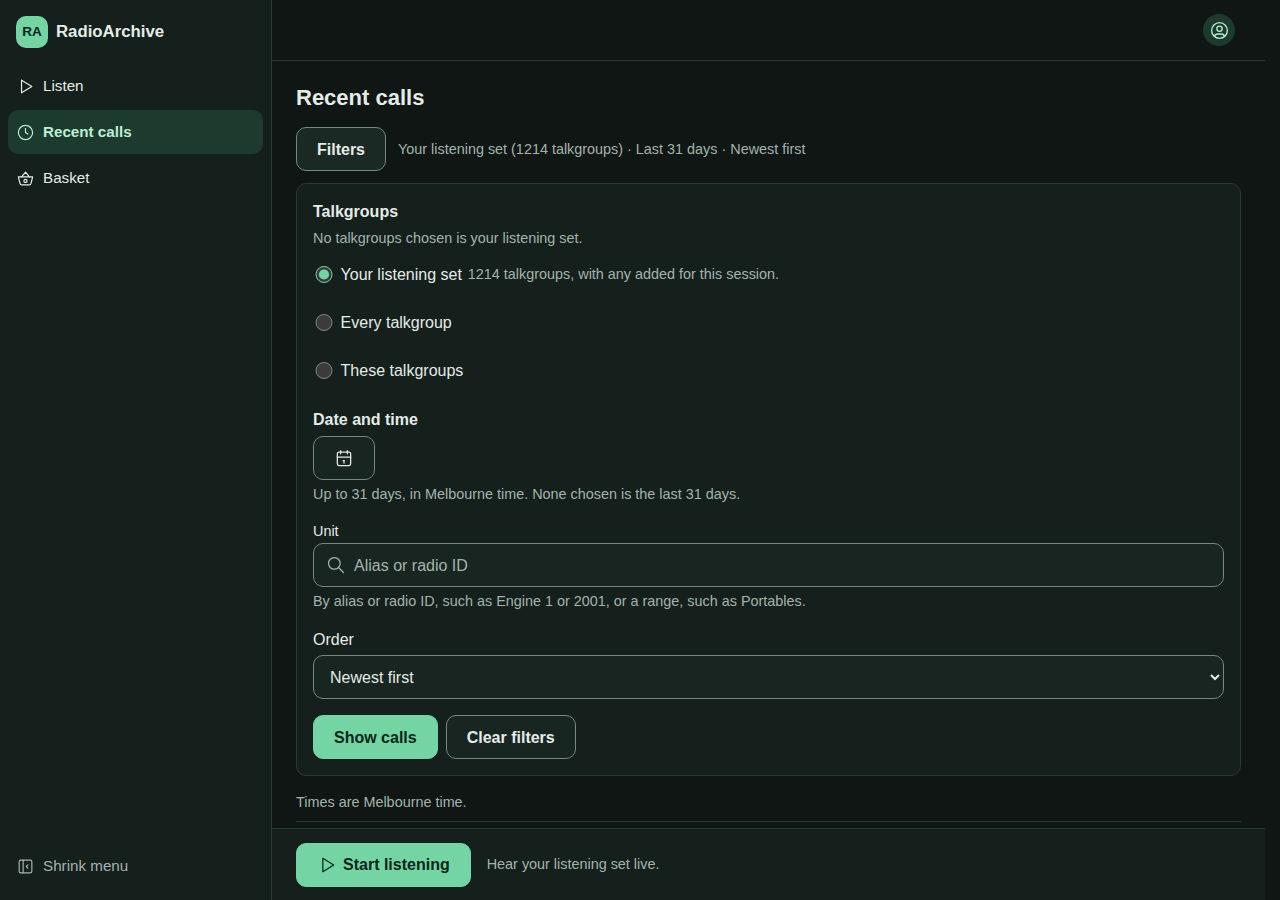 RA RadioArchive
Listen
Recent calls
Basket
Shrink menu
Recent calls
Filters Your listening set (1214 talkgroups) · Last 31 days · Newest first
Talkgroups
No talkgroups chosen is your listening set.
Your listening set 1214 talkgroups, with any added for this session.
Every talkgroup
These talkgroups
Date and time
Up to 31 days, in Melbourne time. None chosen is the last 31 days.
Unit
Alias or radio ID
By alias or radio ID, such as Engine 1 or 2001, or a range, such as Portables.
Order
Newest first
Show calls Clear filters
Times are Melbourne time.
Start listening Hear your listening set live.